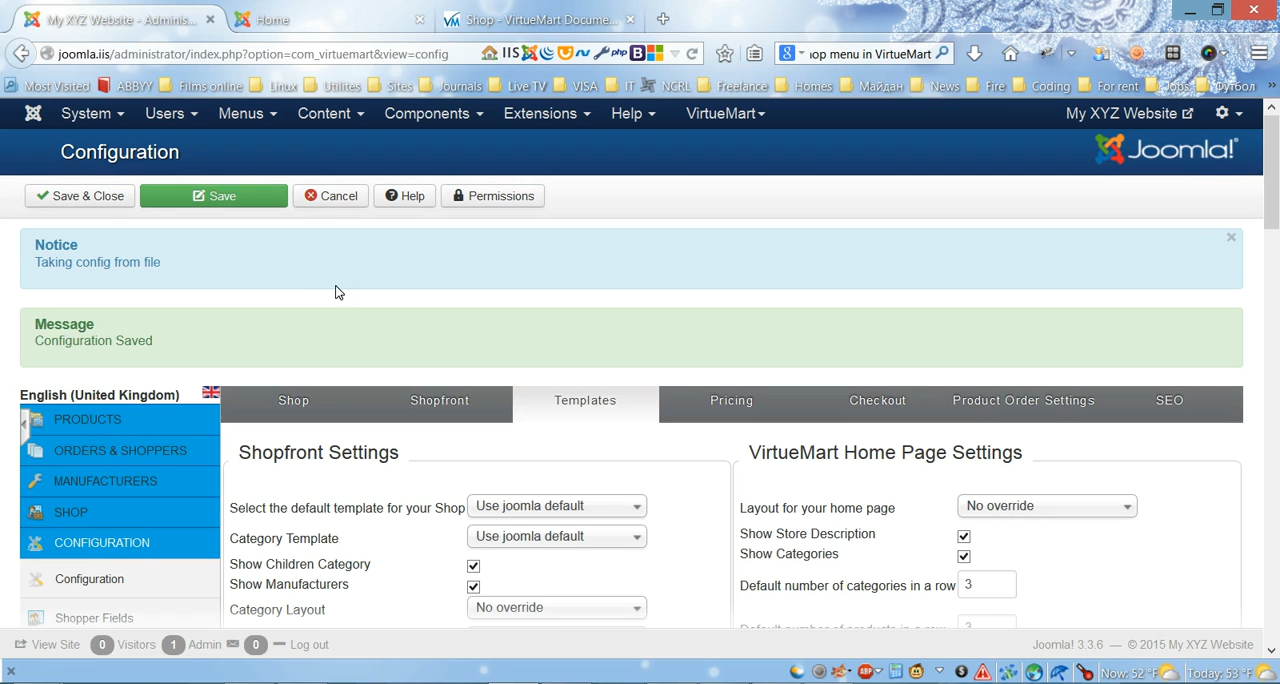 My XYZ Website - Adminis...
Home
Shop - VirtueMart Docume...
joomla.iis/administrator/index.php?option=com_virtuemart&view=config
IIS
php
B
8
top menu in VirtueMart
Most Visited
ABBYY
Films online
Linux
Utilites
Sites
Journals
Live TV
VISA
IT
NCRL
Freelance
Homes
Майдан
News
Fire
Coding
For rent
Jobs
Футбол
»
System
Users
Menus
Content
Components
Extensions
Help
VirtueMart
My XYZ Website
Configuration
Joomla!®
Save & Close
Save
Cancel
Help
Permissions
Notice
Taking config from file
Message
Configuration Saved
English (United Kingdom)
PRODUCTS
ORDERS & SHOPPERS
MANUFACTURERS
SHOP
CONFIGURATION
Configuration
Shopper Fields
Shop
Shopfront
Templates
Pricing
Checkout
Product Order Settings
SEO
Shopfront Settings
Select the default template for your Shop
Use joomla default
Category Template
Use joomla default
Show Children Category
Show Manufacturers
Category Layout
No override
VirtueMart Home Page Settings
Layout for your home page
No override
Show Store Description
Show Categories
Default number of categories in a row
3
Default number of products in a row
3
View Site
0
Visitors
1
Admin
0
Log out
Joomla! 3.3.6 — © 2015 My XYZ Website
ABP
Now: 52 °F
Today: 53 °F